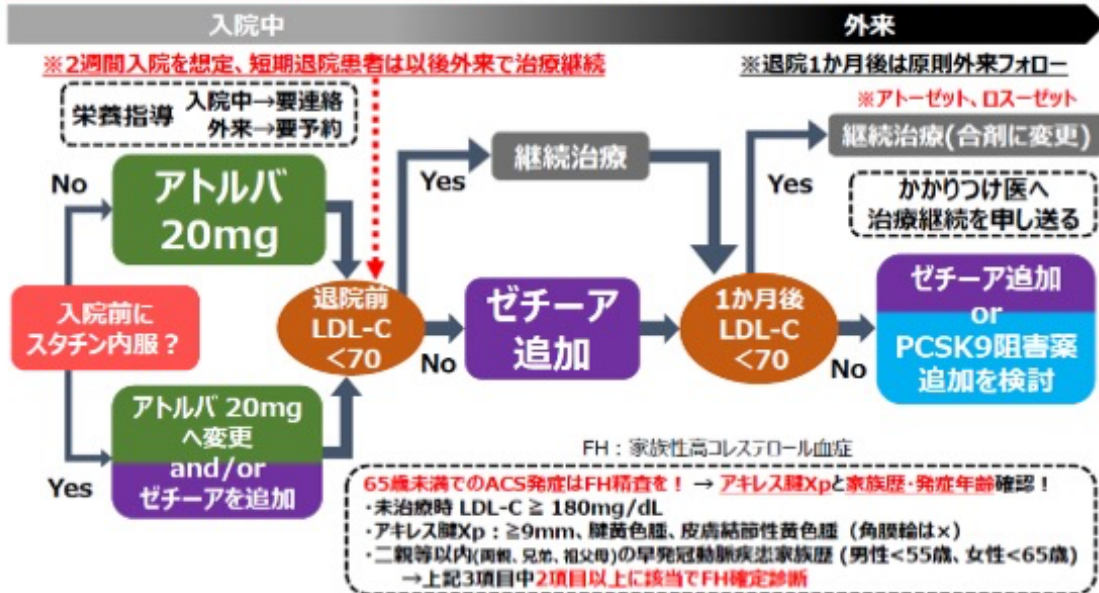 入院中
外来
※2週間入院を想定、短期退院患者は以後外来で治療継続
※退院1か月後は原則外来フォロー
栄養指導
入院中→要連絡
外来→要予約
※アトーゼット、ロスーゼット
継続治療(合剤に変更)
継続治療
Yes
Yes
No
アトルバ
20mg
かかりつけ医へ
治療継続を申し送る
入院前に
スタチン内服?
退院前
LDL-C
<70
No
ゼチーア
追加
1か月後
LDL-C
<70
No
ゼチーア追加
or
PCSK9阻害薬
追加を検討
Yes
アトルバ 20mg
へ変更
and/or
ゼチーアを追加
FH:家族性高コレステロール血症
65歳未満でのACS発症はFH精査を! → アキレス腱Xpと家族歴・発症年齢確認!
・未治療時 LDL-C ≧ 180mg/dL
・アキレス腱Xp:≧9mm、腱黄色腫、皮膚結節性黄色腫 (角膜輪は×)
・二親等以内(両親、兄弟、祖父母)の早発冠動脈疾患家族歴 (男性<55歳、女性<65歳)
→上記3項目中2項目以上に該当でFH確定診断